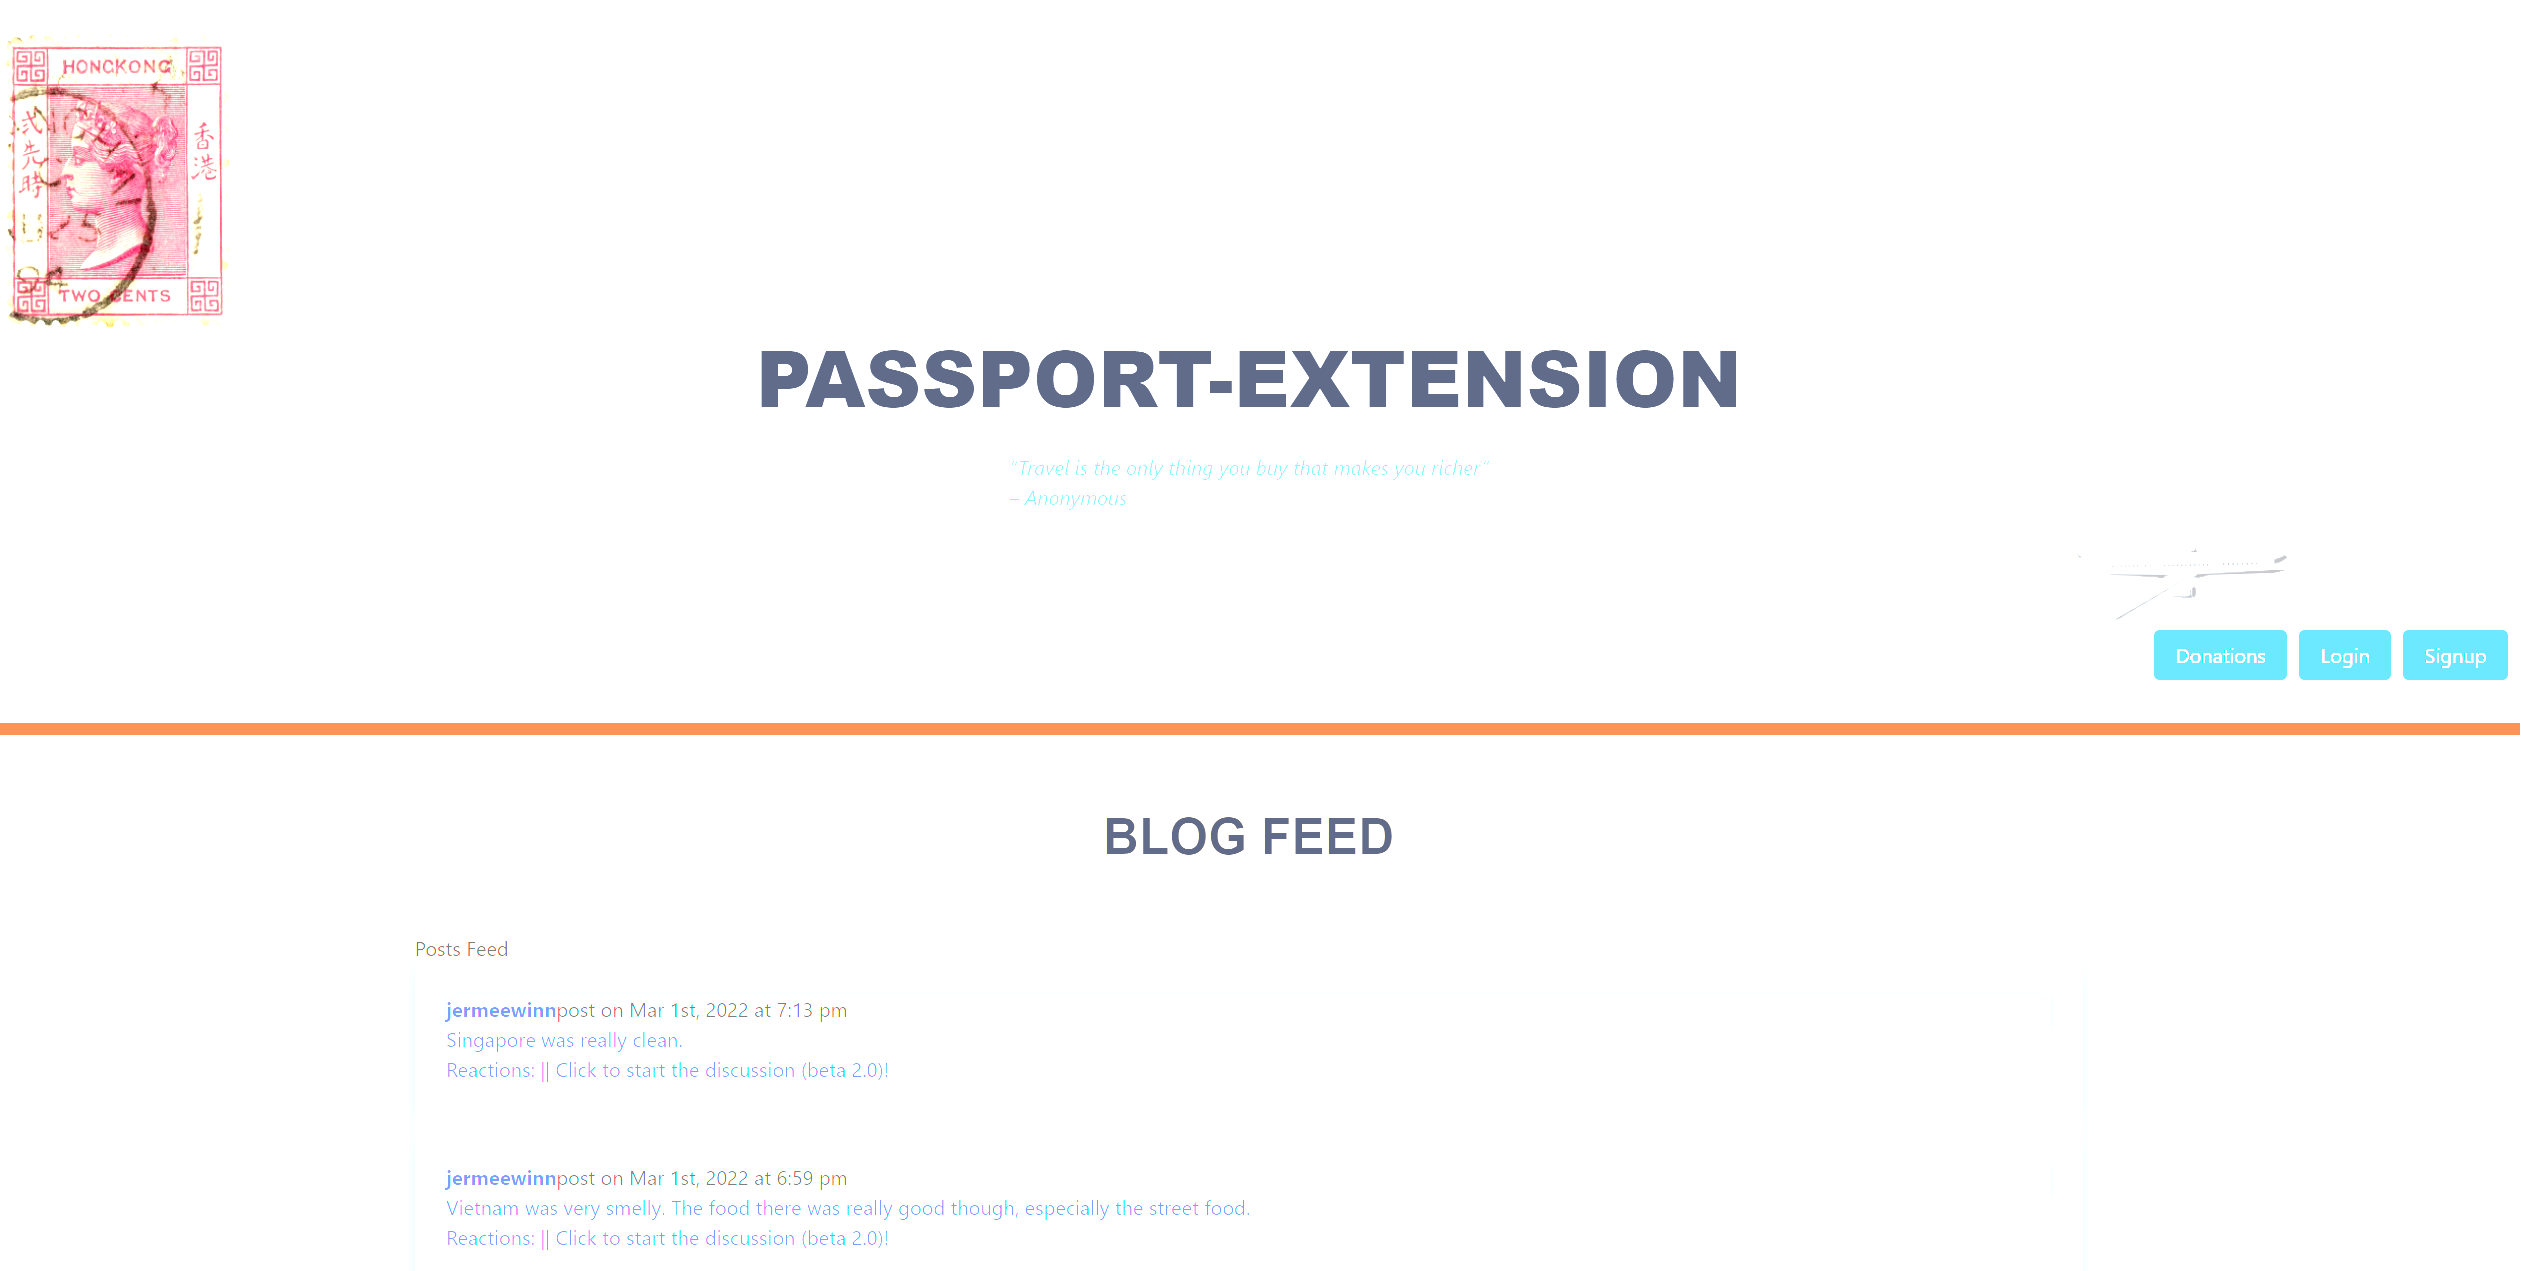 HONGKONG
弍先時
香港
TWO CENTS
PASSPORT-EXTENSION
“Travel is the only thing you buy that makes you richer”
– Anonymous
Donations
Login
Signup
BLOG FEED
Posts Feed
jermeewinnpost on Mar 1st, 2022 at 7:13 pm
Singapore was really clean.
Reactions: || Click to start the discussion (beta 2.0)!
jermeewinnpost on Mar 1st, 2022 at 6:59 pm
Vietnam was very smelly. The food there was really good though, especially the street food.
Reactions: || Click to start the discussion (beta 2.0)!